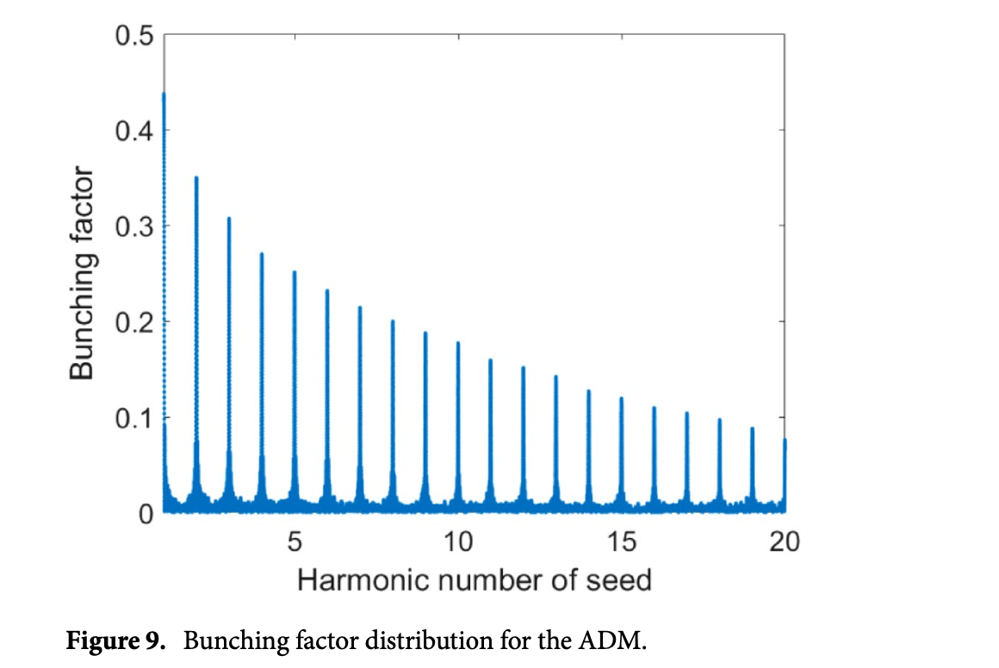 0.5
0.4
0.3
0.2
0.1
0
Bunching factor
5 10 15 20
Harmonic number of seed
Figure 9. Bunching factor distribution for the ADM.